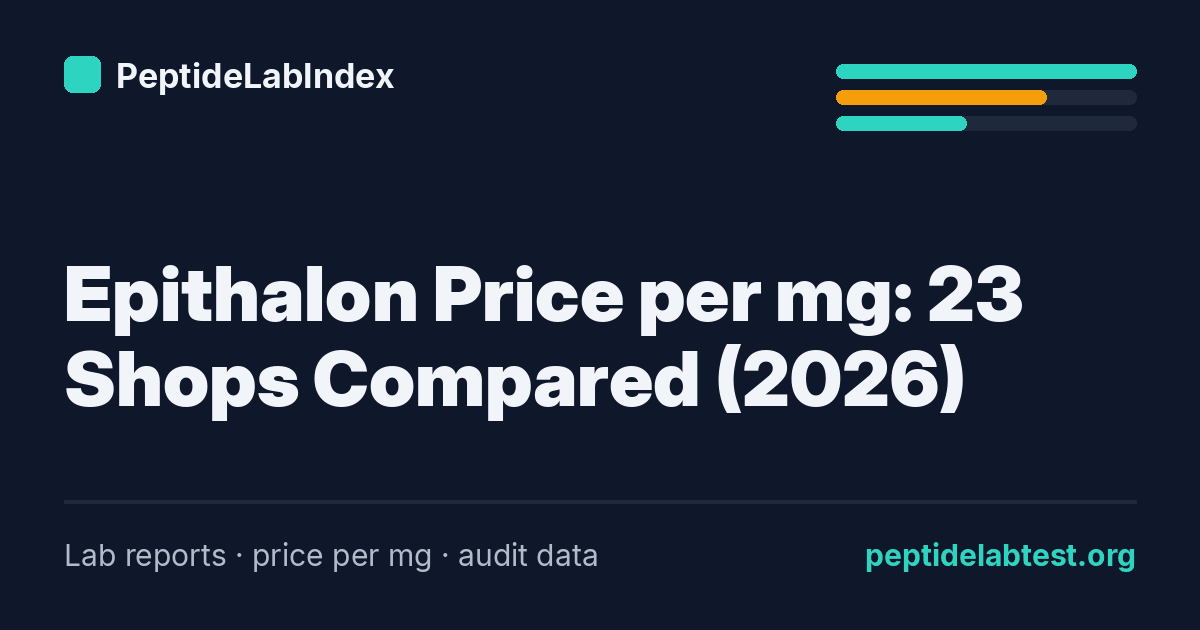 PeptideLabIndex
Epithalon Price per mg: 23
Shops Compared (2026)
Lab reports · price per mg · audit data
peptidelabtest.org